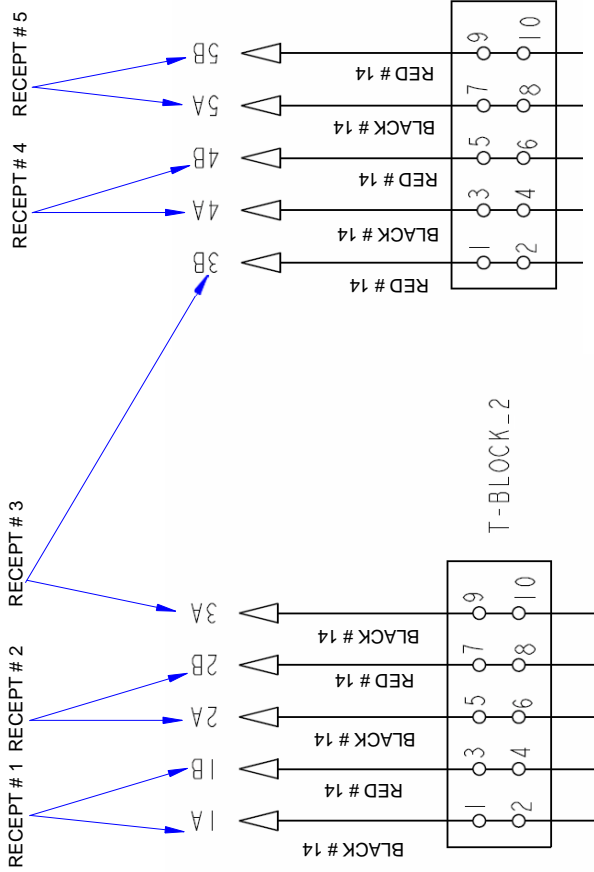 RECEPT # 1
RECEPT # 2
RECEPT # 3
RECEPT # 4
RECEPT # 5
1A
1B
2A
2B
3A
3B
4A
4B
5A
5B
BLACK # 14
RED # 14
BLACK # 14
RED # 14
BLACK # 14
RED # 14
BLACK # 14
RED # 14
BLACK # 14
RED # 14
1 3 5 7 9
2 4 6 8 10
T-BLOCK_2
1 3 5 7 9
2 4 6 8 10